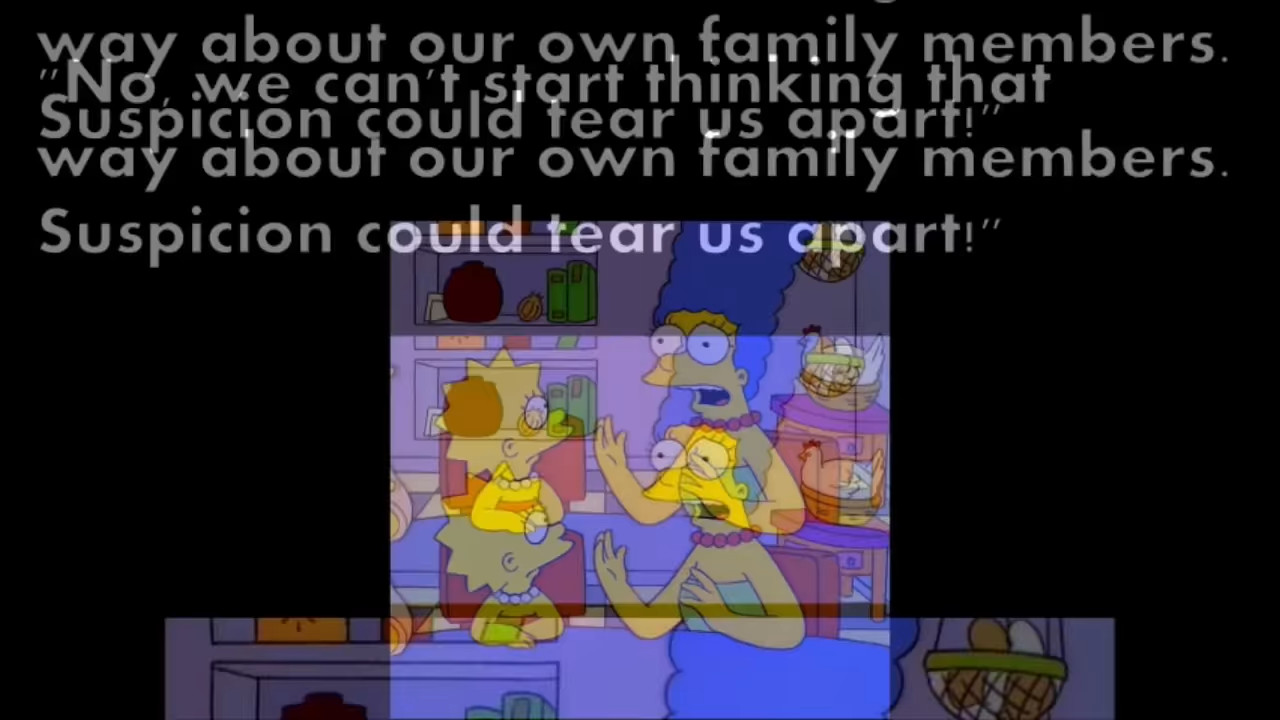 way about our own family members.
"No, we can't start thinking that
Suspicion could tear us apart!"
way about our own family members.
Suspicion could tear us apart!"